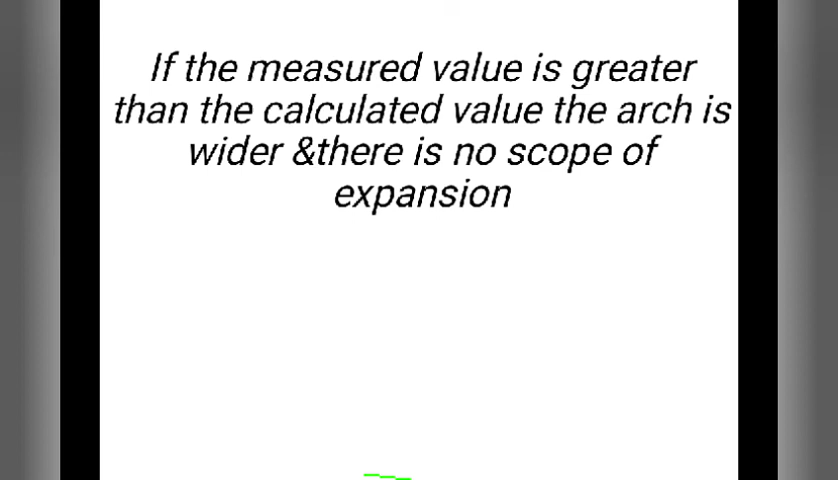 If the measured value is greater
than the calculated value the arch is
wider &there is no scope of
expansion